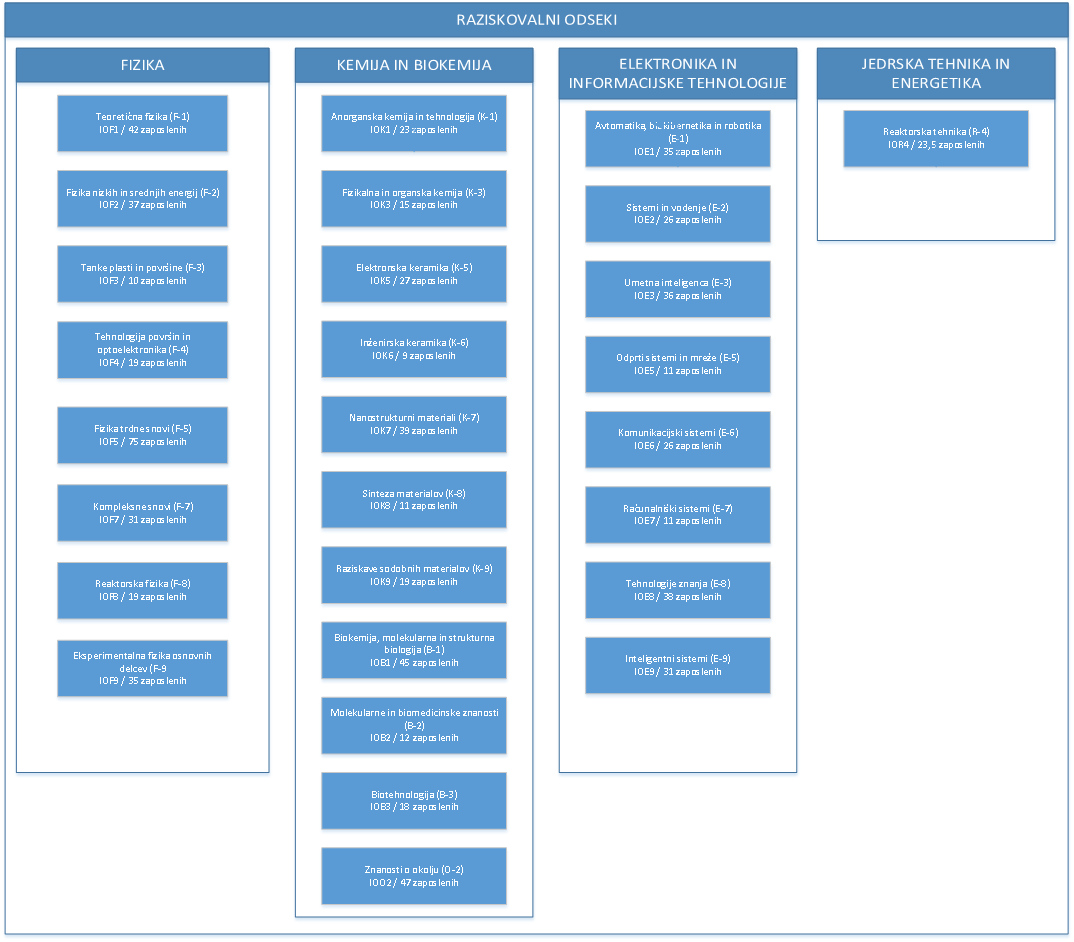 RAZISKOVALNI ODSEKI
FIZIKA
Teoretična fizika (F-1)
IOF1 / 42 zaposlenih
Fizika nizkih in srednjih energij (F-2)
IOF2 / 37 zaposlenih
Tanke plasti in površine (F-3)
IOF3 / 10 zaposlenih
Tehnologija površin in
optoelektronika (F-4)
IOF4 / 19 zaposlenih
Fizika trdne snovi (F-5)
IOF5 / 75 zaposlenih
Kompleksne snovi (F-7)
IOF7 / 31 zaposlenih
Reaktorska fizika (F-8)
IOF8 / 19 zaposlenih
Eksperimentalna fizika osnovnih
delcev (F-9
IOF9 / 35 zaposlenih
KEMIJA IN BIOKEMIJA
Anorganska kemija in tehnologija (K-1)
IOK1 / 23 zaposlenih
Fizikalna in organska kemija (K-3)
IOK3 / 15 zaposlenih
Elektronska keramika (K-5)
IOK5 / 27 zaposlenih
Inženirska keramika (K-6)
IOK6 / 9 zaposlenih
Nanostrukturni materiali (K-7)
IOK7 / 39 zaposlenih
Sinteza materialov (K-8)
IOK8 / 11 zaposlenih
Raziskave sodobnih materialov (K-9)
IOK9 / 19 zaposlenih
Biokemija, molekularna in strukturna
biologija (B-1)
IOB1 / 45 zaposlenih
Molekularne in biomedicinske znanosti
(B-2)
IOB2 / 12 zaposlenih
Biotehnologija (B-3)
IOB3 / 18 zaposlenih
Znanosti o okolju (O-2)
IOO2 / 47 zaposlenih
ELEKTRONIKA IN
INFORMACIJSKE TEHNOLOGIJE
Avtomatika, biokibernetika in robotika
(E-1)
IOE1 / 35 zaposlenih
Sistemi in vodenje (E-2)
IOE2 / 26 zaposlenih
Umetna inteligenca (E-3)
IOE3 / 36 zaposlenih
Odprti sistemi in mreže (E-5)
IOE5 / 11 zaposlenih
Komunikacijski sistemi (E-6)
IOE6 / 26 zaposlenih
Računalniški sistemi (E-7)
IOE7 / 11 zaposlenih
Tehnologije znanja (E-8)
IOE8 / 38 zaposlenih
Inteligentni sistemi (E-9)
IOE9 / 31 zaposlenih
JEDRSKA TEHNIKA IN
ENERGETIKA
Reaktorska tehnika (R-4)
IOR4 / 23,5 zaposlenih